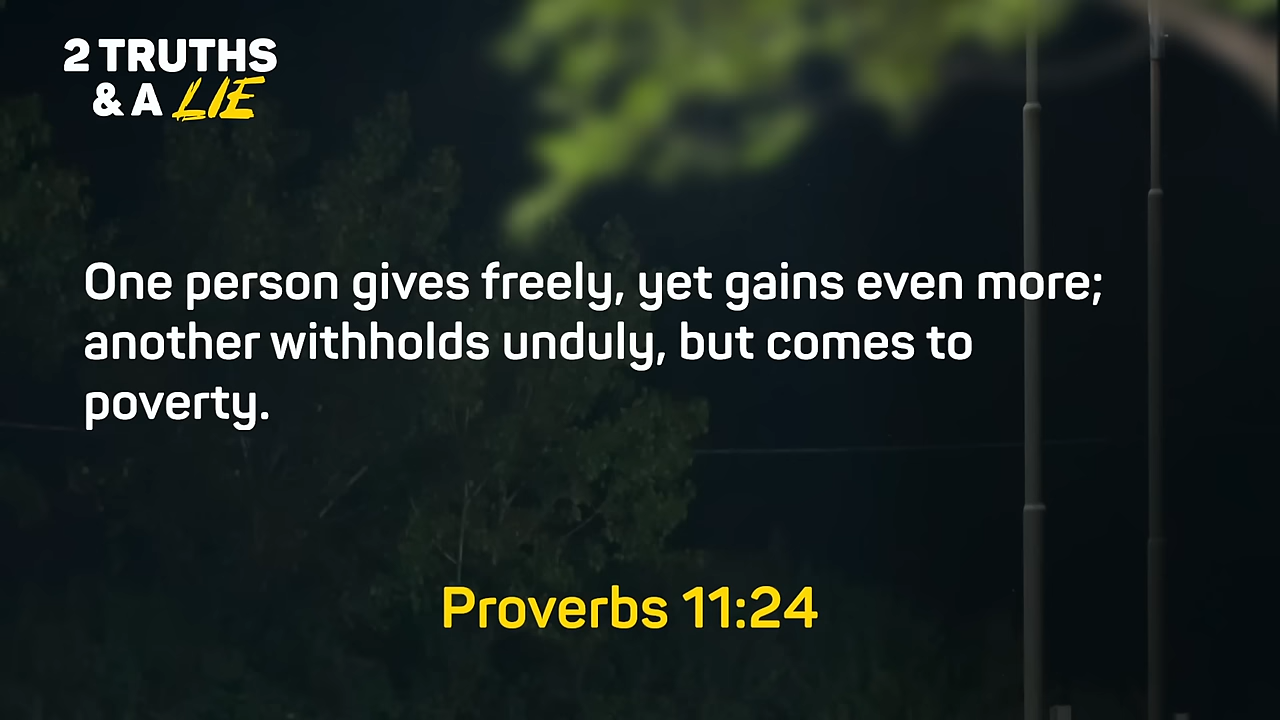 2 TRUTHS
& A LIE
One person gives freely, yet gains even more;
another withholds unduly, but comes to
poverty.
Proverbs 11:24